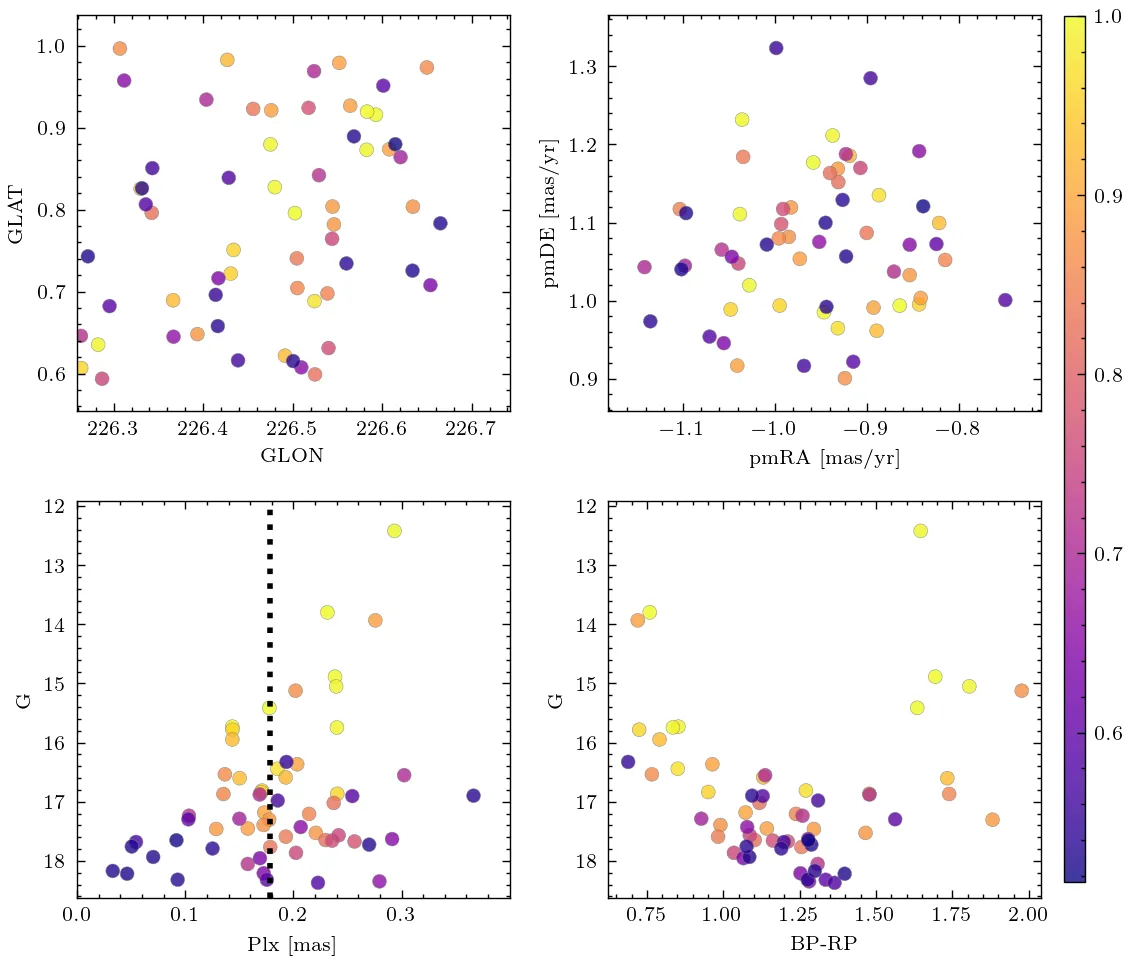 1.0
0.9
0.8
0.7
0.6
GLAT
226.3 226.4 226.5 226.6 226.7
GLON
1.3
1.2
1.1
1.0
0.9
pmDE [mas/yr]
−1.1 −1.0 −0.9 −0.8
pmRA [mas/yr]
12
13
14
15
16
17
18
G
0.0 0.1 0.2 0.3
Plx [mas]
12
13
14
15
16
17
18
G
0.75 1.00 1.25 1.50 1.75 2.00
BP-RP
1.0
0.9
0.8
0.7
0.6